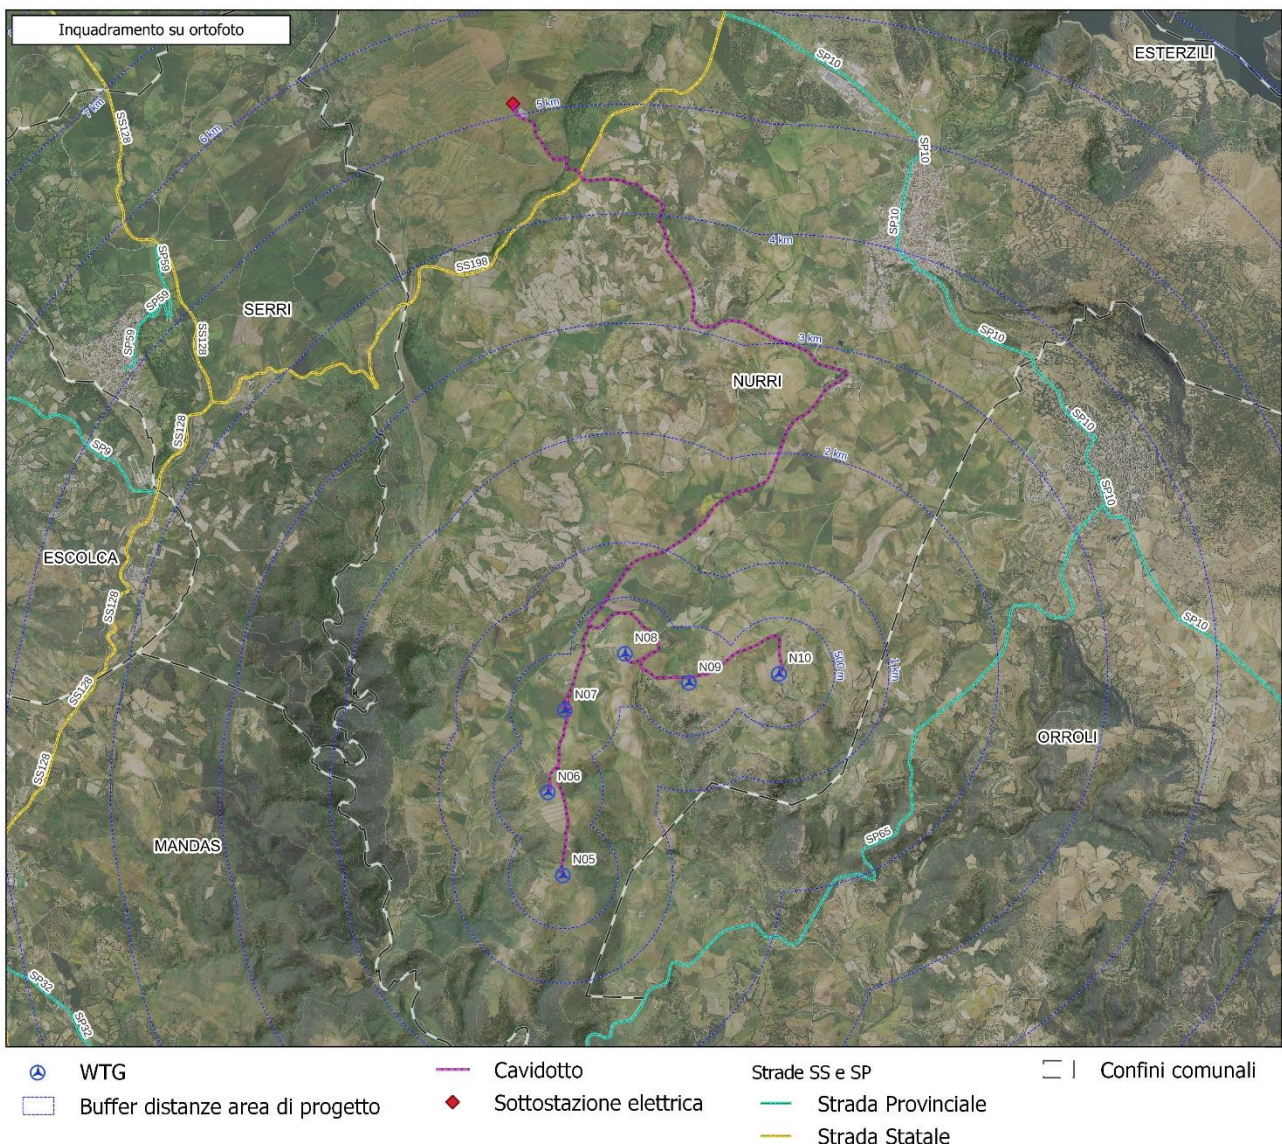 Inquadramento su ortofoto
ESTERZILI
SP10
7 km
SS128
6 km
5 km
SP10
SP10
4 km
SP59
SS198
SP59
SERRI
SP59
SS128
3 km
SP10
NURRI
SP10
SS128
SP9
2 km
SP10
ESCOLCA
SS128
SP10
N08
N10
N09
500 m
1 km
SS128
N07
ORROLI
SS128
N06
SP65
MANDAS
N05
SP32
SP32
WTG
Buffer distanze area di progetto
Cavidotto
Sottostazione elettrica
Strade SS e SP
Strada Provinciale
Strada Statale
Confini comunali